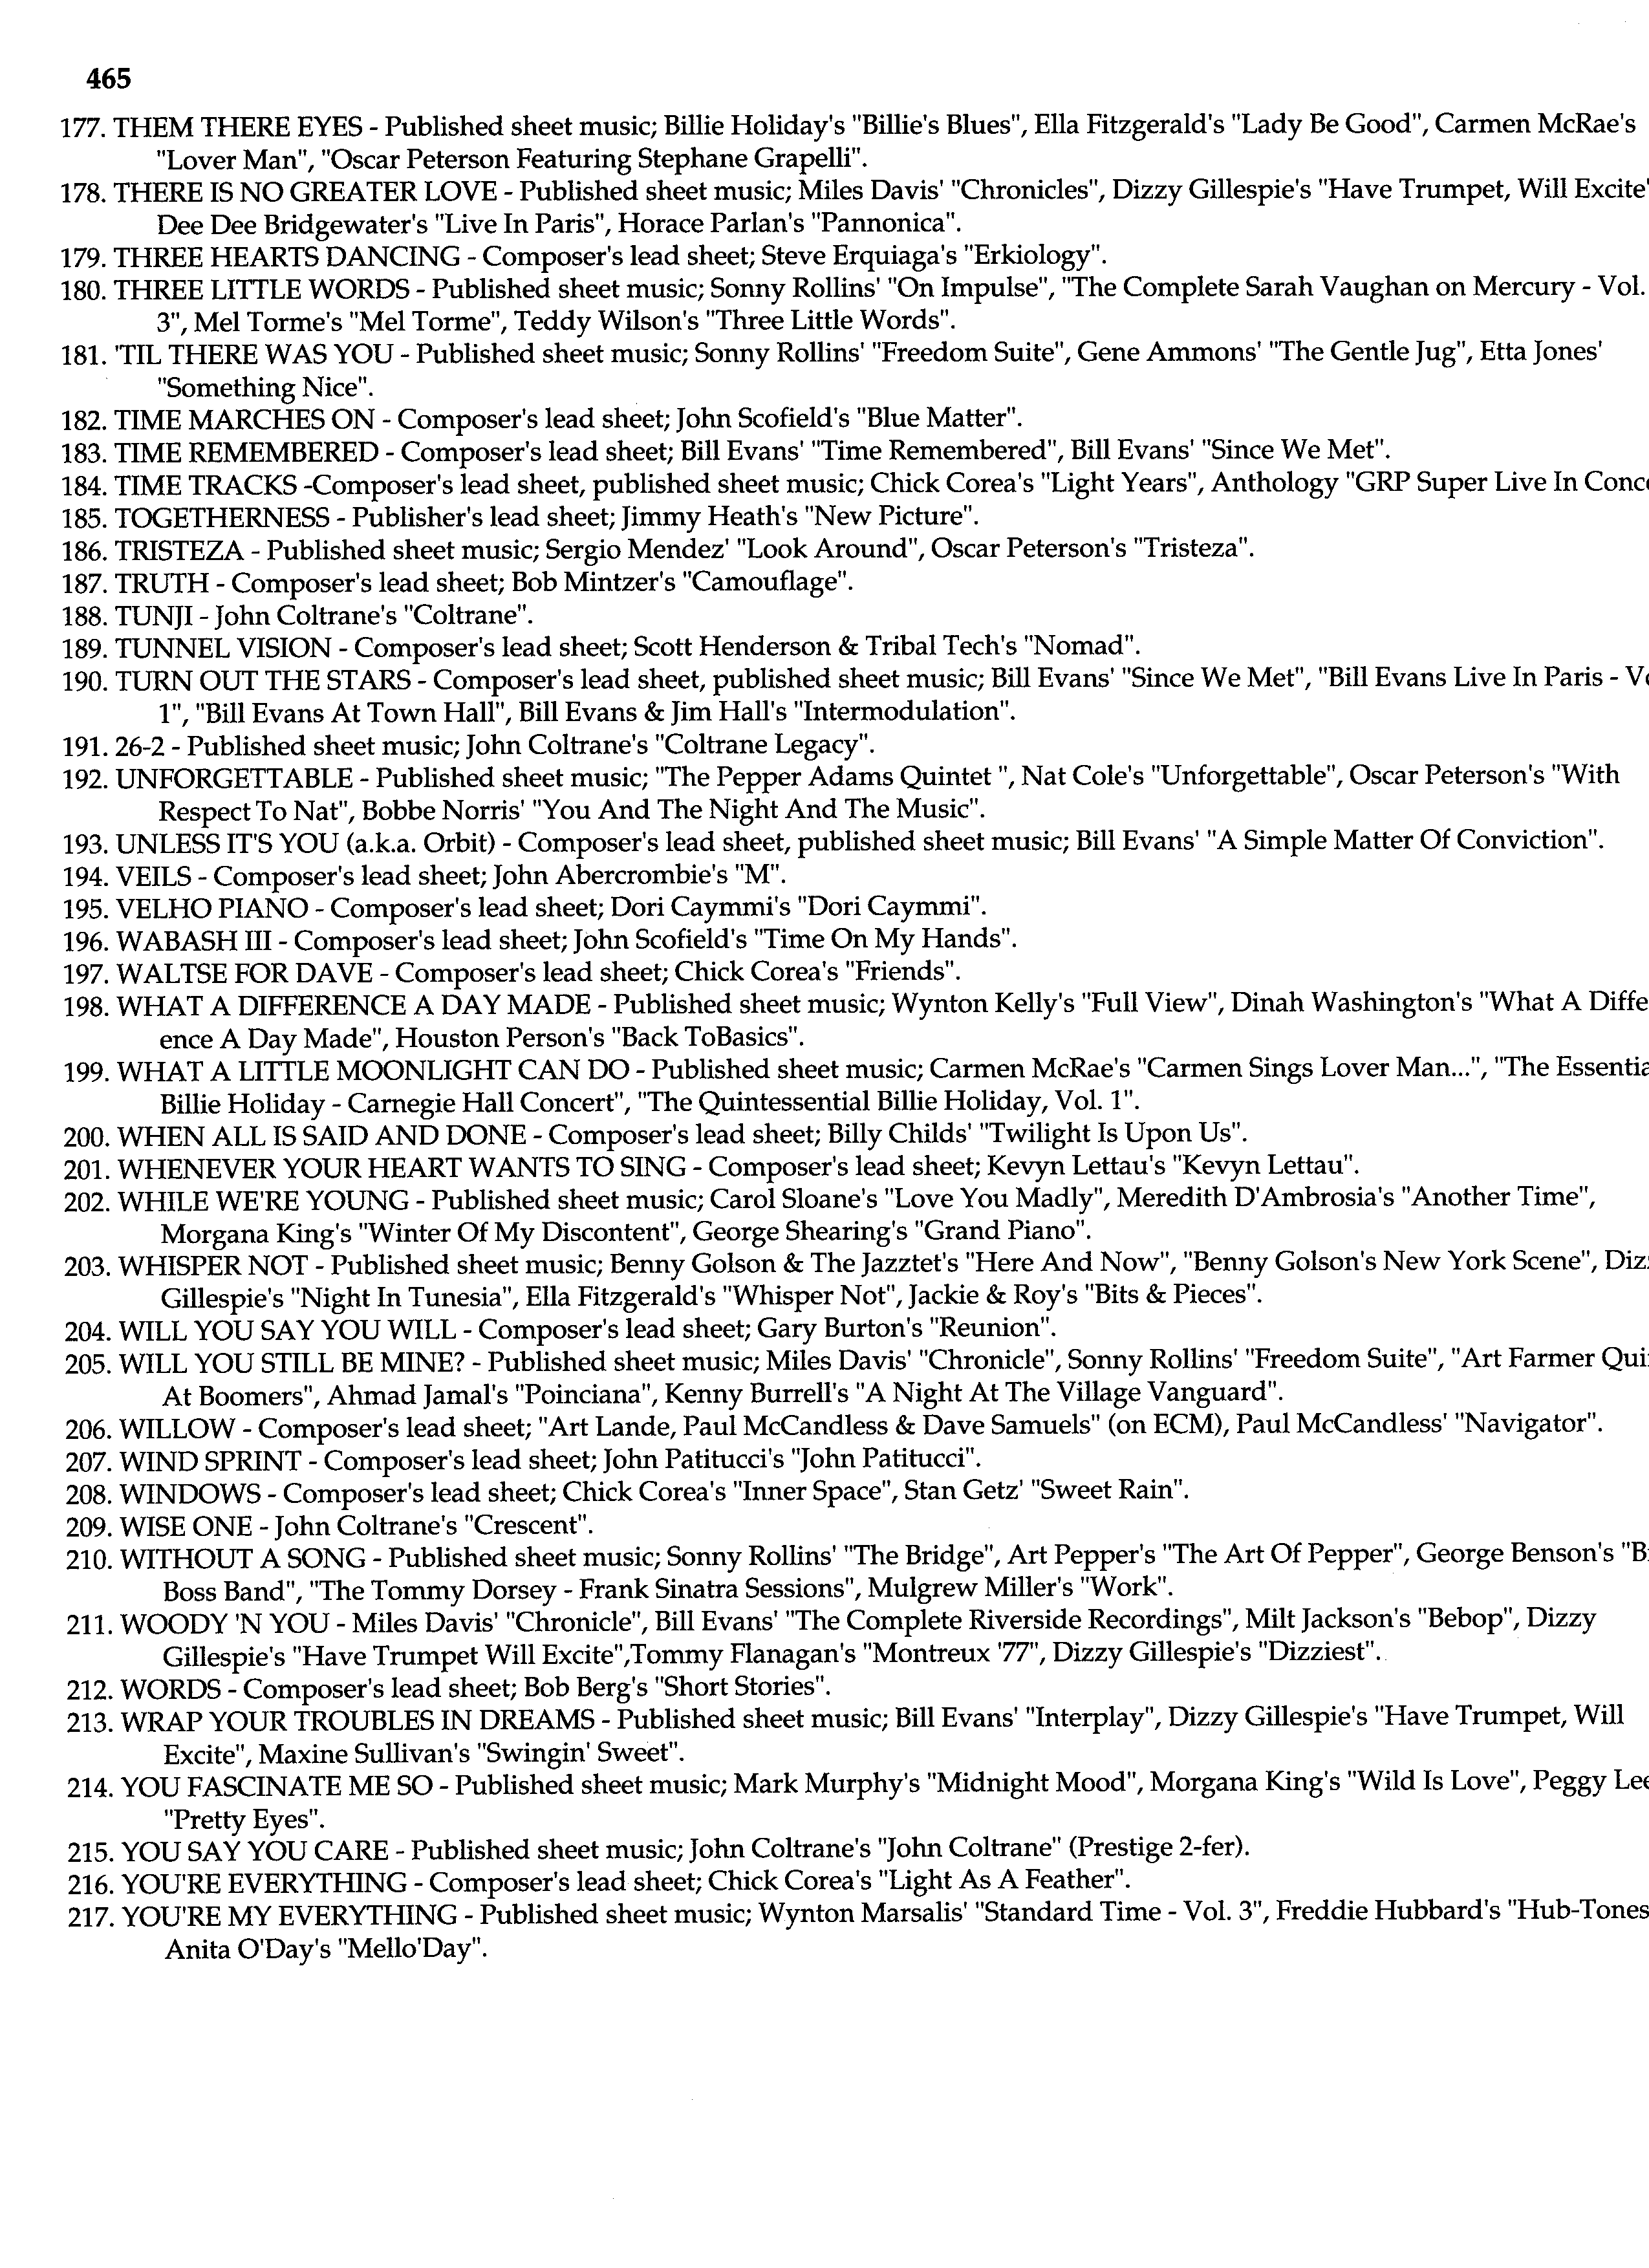 465
177. THEM THERE EYES - Published sheet music; Billie Holiday's "Billie's Blues", Ella Fitzgerald's "Lady Be Good", Carmen McRae's
"Lover Man", "Oscar Peterson Featuring Stephane Grapelli".
178. THERE IS NO GREATER LOVE - Published sheet music; Miles Davis' "Chronicles", Dizzy Gillespie's "Have Trumpet, Will Excite"
Dee Dee Bridgewater's "Live In Paris", Horace Parlan's "Pannonica".
179. THREE HEARTS DANCING - Composer's lead sheet; Steve Erquiaga's "Erkiology".
180. THREE LITTLE WORDS - Published sheet music; Sonny Rollins' "On Impulse", "The Complete Sarah Vaughan on Mercury - Vol.
3", Mel Torme's "Mel Torme", Teddy Wilson's "Three Little Words".
181. 'TIL THERE WAS YOU - Published sheet music; Sonny Rollins' "Freedom Suite", Gene Ammons' "The Gentle Jug", Etta Jones'
"Something Nice".
182. TIME MARCHES ON - Composer's lead sheet; John Scofield's "Blue Matter".
183. TIME REMEMBERED - Composer's lead sheet; Bill Evans' "Time Remembered", Bill Evans' "Since We Met".
184. TIME TRACKS -Composer's lead sheet, published sheet music; Chick Corea's "Light Years", Anthology "GRP Super Live In
185. TOGETHERNESS - Publisher's lead sheet; Jimmy Heath's "New Picture".
186. TRISTEZA - Published sheet music; Sergio Mendez' "Look Around", Oscar Peterson's "Tristeza".
187. TRUTH - Composer's lead sheet; Bob Mintzer's "Camouflage".
188. TUNJI - John Coltrane's "Coltrane".
189. TUNNEL VISION - Composer's lead sheet; Scott Henderson & Tribal Tech's "Nomad".
190. TURN OUT THE STARS - Composer's lead sheet, published sheet music; Bill Evans' "Since We Met", "Bill Evans Live In Paris -
1", "Bill Evans At Town Hall", Bill Evans & Jim Hall's "Intermodulation".
191. 26-2 - Published sheet music; John Coltrane's "Coltrane Legacy".
192. UNFORGETTABLE - Published sheet music; "The Pepper Adams Quintet ", Nat Cole's "Unforgettable", Oscar Peterson's "With
Respect To Nat", Bobbe Norris' "You And The Night And The Music".
193. UNLESS IT'S YOU (a.k.a. Orbit) - Composer's lead sheet, published sheet music; Bill Evans' "A Simple Matter Of Conviction".
194. VEILS - Composer's lead sheet; John Abercrombie's "M".
195. VELHO PIANO - Composer's lead sheet; Dori Caymmi's "Dori Caymmi".
196. WABASH III - Composer's lead sheet; John Scofield's "Time On My Hands".
197. WALTSE FOR DAVE - Composer's lead sheet; Chick Corea's "Friends".
198. WHAT A DIFFERENCE A DAY MADE - Published sheet music; Wynton Kelly's "Full View", Dinah Washington's "What A Diffe
ence A Day Made", Houston Person's "Back ToBasics".
199. WHAT A LITTLE MOONLIGHT CAN DO - Published sheet music; Carmen McRae's "Carmen Sings Lover Man...", "The
Billie Holiday - Carnegie Hall Concert", "The Quintessential Billie Holiday, Vol. 1".
200. WHEN ALL IS SAID AND DONE - Composer's lead sheet; Billy Childs' "Twilight Is Upon Us".
201. WHENEVER YOUR HEART WANTS TO SING - Composer's lead sheet; Kevyn Lettau's "Kevyn Lettau".
202. WHILE WE'RE YOUNG - Published sheet music; Carol Sloane's "Love You Madly", Meredith D'Ambrosia's "Another Time",
Morgana King's "Winter Of My Discontent", George Shearing's "Grand Piano".
203. WHISPER NOT - Published sheet music; Benny Golson & The Jazztet's "Here And Now", "Benny Golson's New York Scene",
Gillespie's "Night In Tunesia", Ella Fitzgerald's "Whisper Not", Jackie & Roy's "Bits & Pieces".
204. WILL YOU SAY YOU WILL - Composer's lead sheet; Gary Burton's "Reunion".
205. WILL YOU STILL BE MINE? - Published sheet music; Miles Davis' "Chronicle", Sonny Rollins' "Freedom Suite", "Art Farmer
At Boomers", Ahmad Jamal's "Poinciana", Kenny Burrell's "A Night At The Village Vanguard".
206. WILLOW - Composer's lead sheet; "Art Lande, Paul McCandless & Dave Samuels" (on ECM), Paul McCandless' "Navigator".
207. WIND SPRINT - Composer's lead sheet; John Patitucci's "John Patitucci".
208. WINDOWS - Composer's lead sheet; Chick Corea's "Inner Space", Stan Getz' "Sweet Rain".
209. WISE ONE - John Coltrane's "Crescent".
210. WITHOUT A SONG - Published sheet music; Sonny Rollins' "The Bridge", Art Pepper's "The Art Of Pepper", George Benson's
Boss Band", "The Tommy Dorsey - Frank Sinatra Sessions", Mulgrew Miller's "Work".
211. WOODY 'N YOU - Miles Davis' "Chronicle", Bill Evans' "The Complete Riverside Recordings", Milt Jackson's "Bebop", Dizzy
Gillespie's "Have Trumpet Will Excite",Tommy Flanagan's "Montreux '77", Dizzy Gillespie's "Dizziest".
212. WORDS - Composer's lead sheet; Bob Berg's "Short Stories".
213. WRAP YOUR TROUBLES IN DREAMS - Published sheet music; Bill Evans' "Interplay", Dizzy Gillespie's "Have Trumpet, Will
Excite", Maxine Sullivan's "Swingin' Sweet".
214. YOU FASCINATE ME SO - Published sheet music; Mark Murphy's "Midnight Mood", Morgana King's "Wild Is Love", Peggy Lee
"Pretty Eyes".
215. YOU SAY YOU CARE - Published sheet music; John Coltrane's "John Coltrane" (Prestige 2-fer).
216. YOU'RE EVERYTHING - Composer's lead sheet; Chick Corea's "Light As A Feather".
217. YOU'RE MY EVERYTHING - Published sheet music; Wynton Marsalis' "Standard Time - Vol. 3", Freddie Hubbard's "Hub-Tones
Anita O'Day's "Mello'Day".